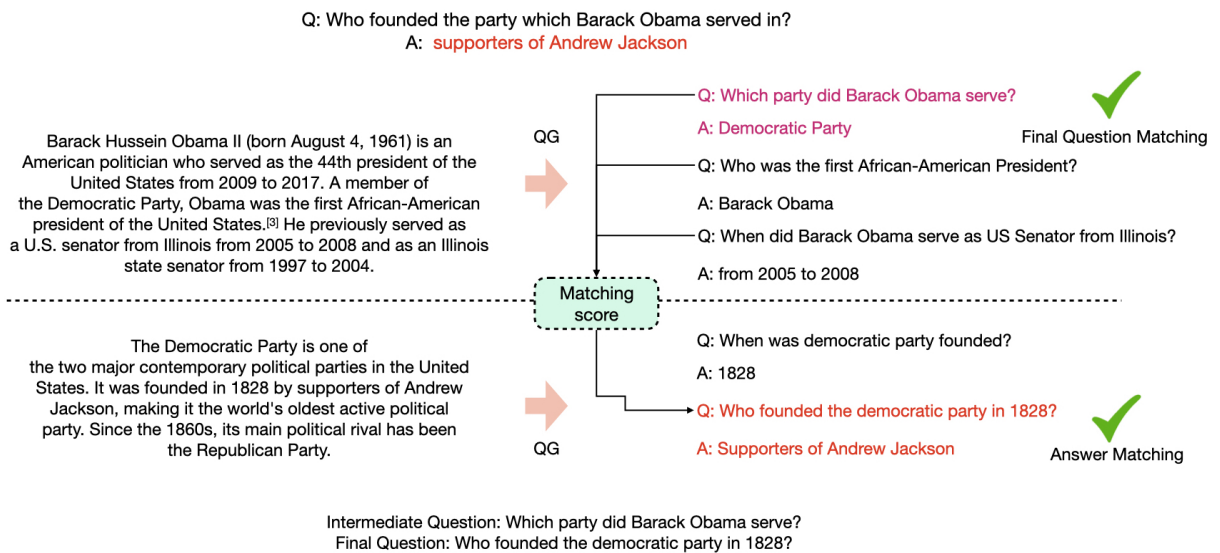 Q: Who founded the party which Barack Obama served in?
A: supporters of Andrew Jackson
Barack Hussein Obama II (born August 4, 1961) is an
American politician who served as the 44th president of the
United States from 2009 to 2017. A member of
the Democratic Party, Obama was the first African-American
president of the United States.[3] He previously served as
a U.S. senator from Illinois from 2005 to 2008 and as an Illinois
state senator from 1997 to 2004.
QG
Q: Which party did Barack Obama serve?
A: Democratic Party
Final Question Matching
Q: Who was the first African-American President?
A: Barack Obama
Q: When did Barack Obama serve as US Senator from Illinois?
A: from 2005 to 2008
Matching
score
The Democratic Party is one of
the two major contemporary political parties in the United
States. It was founded in 1828 by supporters of Andrew
Jackson, making it the world's oldest active political
party. Since the 1860s, its main political rival has been
the Republican Party.
QG
Q: When was democratic party founded?
A: 1828
Q: Who founded the democratic party in 1828?
A: Supporters of Andrew Jackson
Answer Matching
Intermediate Question: Which party did Barack Obama serve?
Final Question: Who founded the democratic party in 1828?